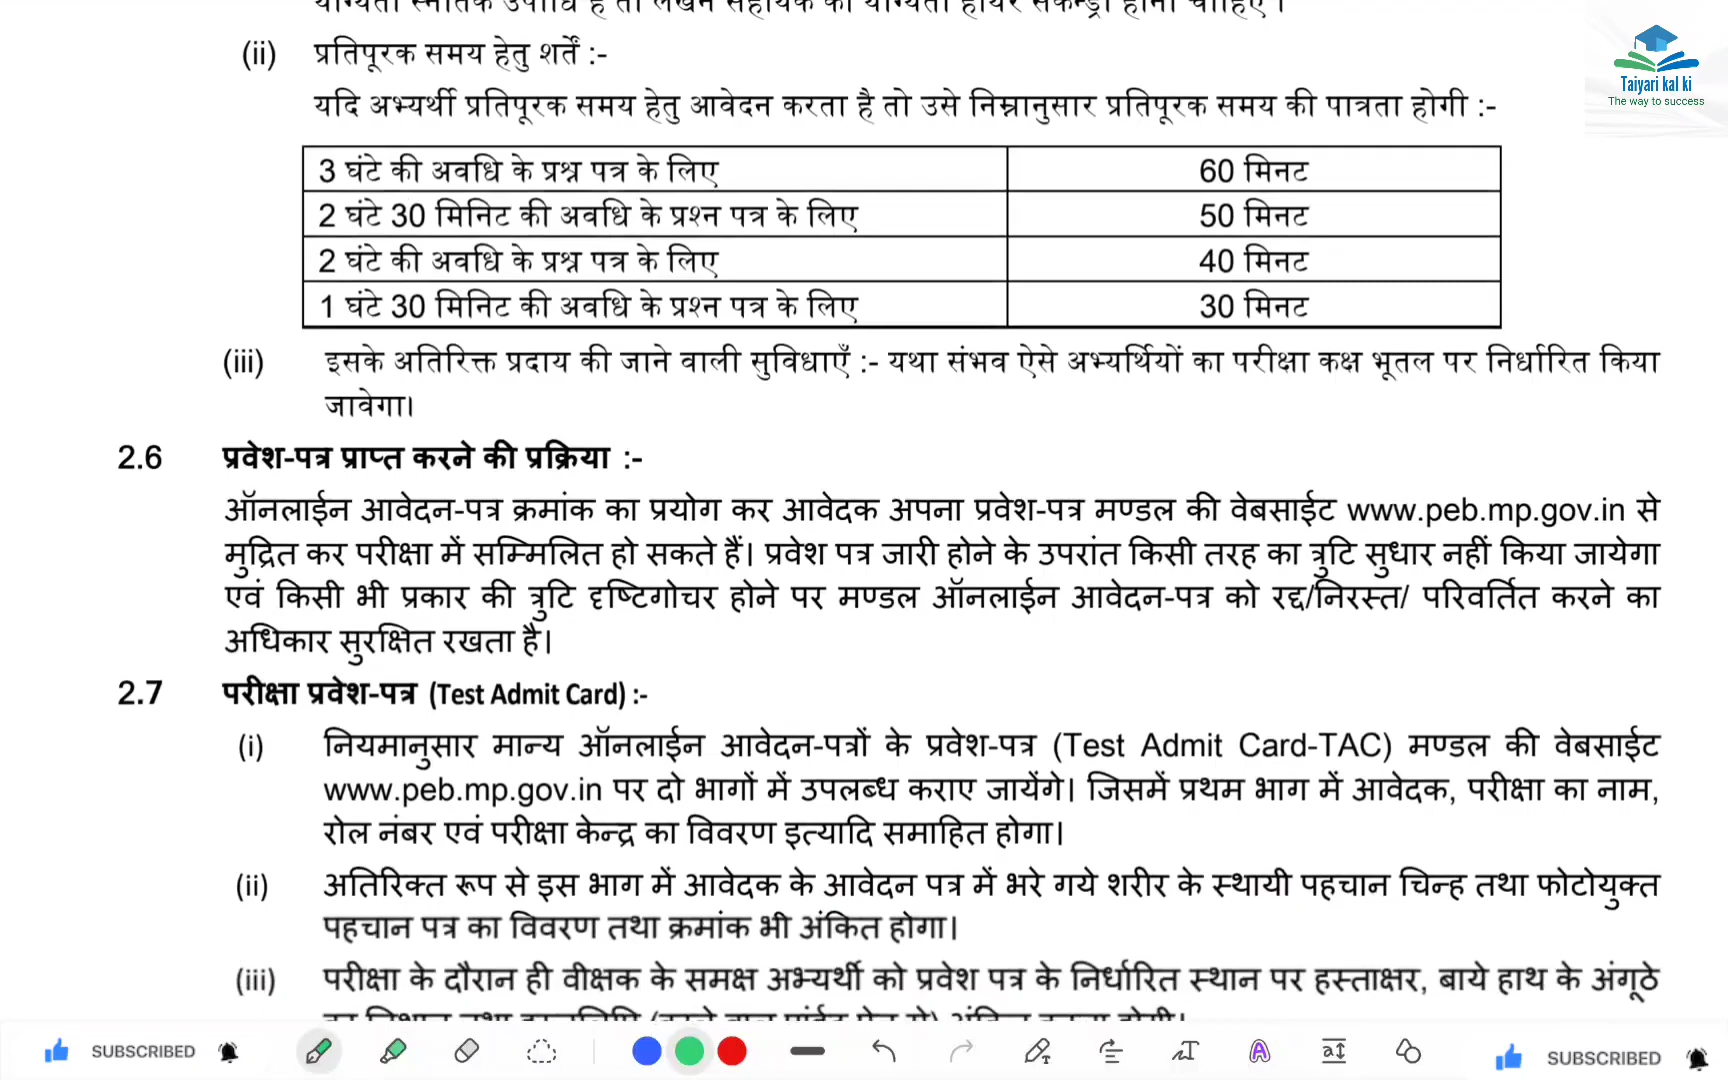 योग्यता स्नातक उपाधि है तो लेखन सहायक की योग्यता हायर सेकेन्ड्री होना चाहिए ।
(ii) प्रतिपूरक समय हेतु शर्तें :-
यदि अभ्यर्थी प्रतिपूरक समय हेतु आवेदन करता है तो उसे निम्नानुसार प्रतिपूरक समय की पात्रता होगी :-
Taiyari kal ki
The way to success
3 घंटे की अवधि के प्रश्न पत्र के लिए 60 मिनट
2 घंटे 30 मिनिट की अवधि के प्रश्न पत्र के लिए 50 मिनट
2 घंटे की अवधि के प्रश्न पत्र के लिए 40 मिनट
1 घंटे 30 मिनिट की अवधि के प्रश्न पत्र के लिए 30 मिनट
(iii) इसके अतिरिक्त प्रदाय की जाने वाली सुविधाएँ :- यथा संभव ऐसे अभ्यर्थियों का परीक्षा कक्ष भूतल पर निर्धारित किया
जावेगा।
2.6 प्रवेश-पत्र प्राप्त करने की प्रक्रिया :-
ऑनलाईन आवेदन-पत्र क्रमांक का प्रयोग कर आवेदक अपना प्रवेश-पत्र मण्डल की वेबसाईट www.peb.mp.gov.in से
मुद्रित कर परीक्षा में सम्मिलित हो सकते हैं। प्रवेश पत्र जारी होने के उपरांत किसी तरह का त्रुटि सुधार नहीं किया जायेगा
एवं किसी भी प्रकार की त्रुटि दृष्टिगोचर होने पर मण्डल ऑनलाईन आवेदन-पत्र को रद्द/निरस्त/ परिवर्तित करने का
अधिकार सुरक्षित रखता है।
2.7 परीक्षा प्रवेश-पत्र (Test Admit Card) :-
(i) नियमानुसार मान्य ऑनलाईन आवेदन-पत्रों के प्रवेश-पत्र (Test Admit Card-TAC) मण्डल की वेबसाईट
www.peb.mp.gov.in पर दो भागों में उपलब्ध कराए जायेंगे। जिसमें प्रथम भाग में आवेदक, परीक्षा का नाम,
रोल नंबर एवं परीक्षा केन्द्र का विवरण इत्यादि समाहित होगा।
(ii) अतिरिक्त रूप से इस भाग में आवेदक के आवेदन पत्र में भरे गये शरीर के स्थायी पहचान चिन्ह तथा फोटोयुक्त
पहचान पत्र का विवरण तथा क्रमांक भी अंकित होगा।
(iii) परीक्षा के दौरान ही वीक्षक के समक्ष अभ्यर्थी को प्रवेश पत्र के निर्धारित स्थान पर हस्ताक्षर, बाये हाथ के अंगूठे
SUBSCRIBED
SUBSCRIBED